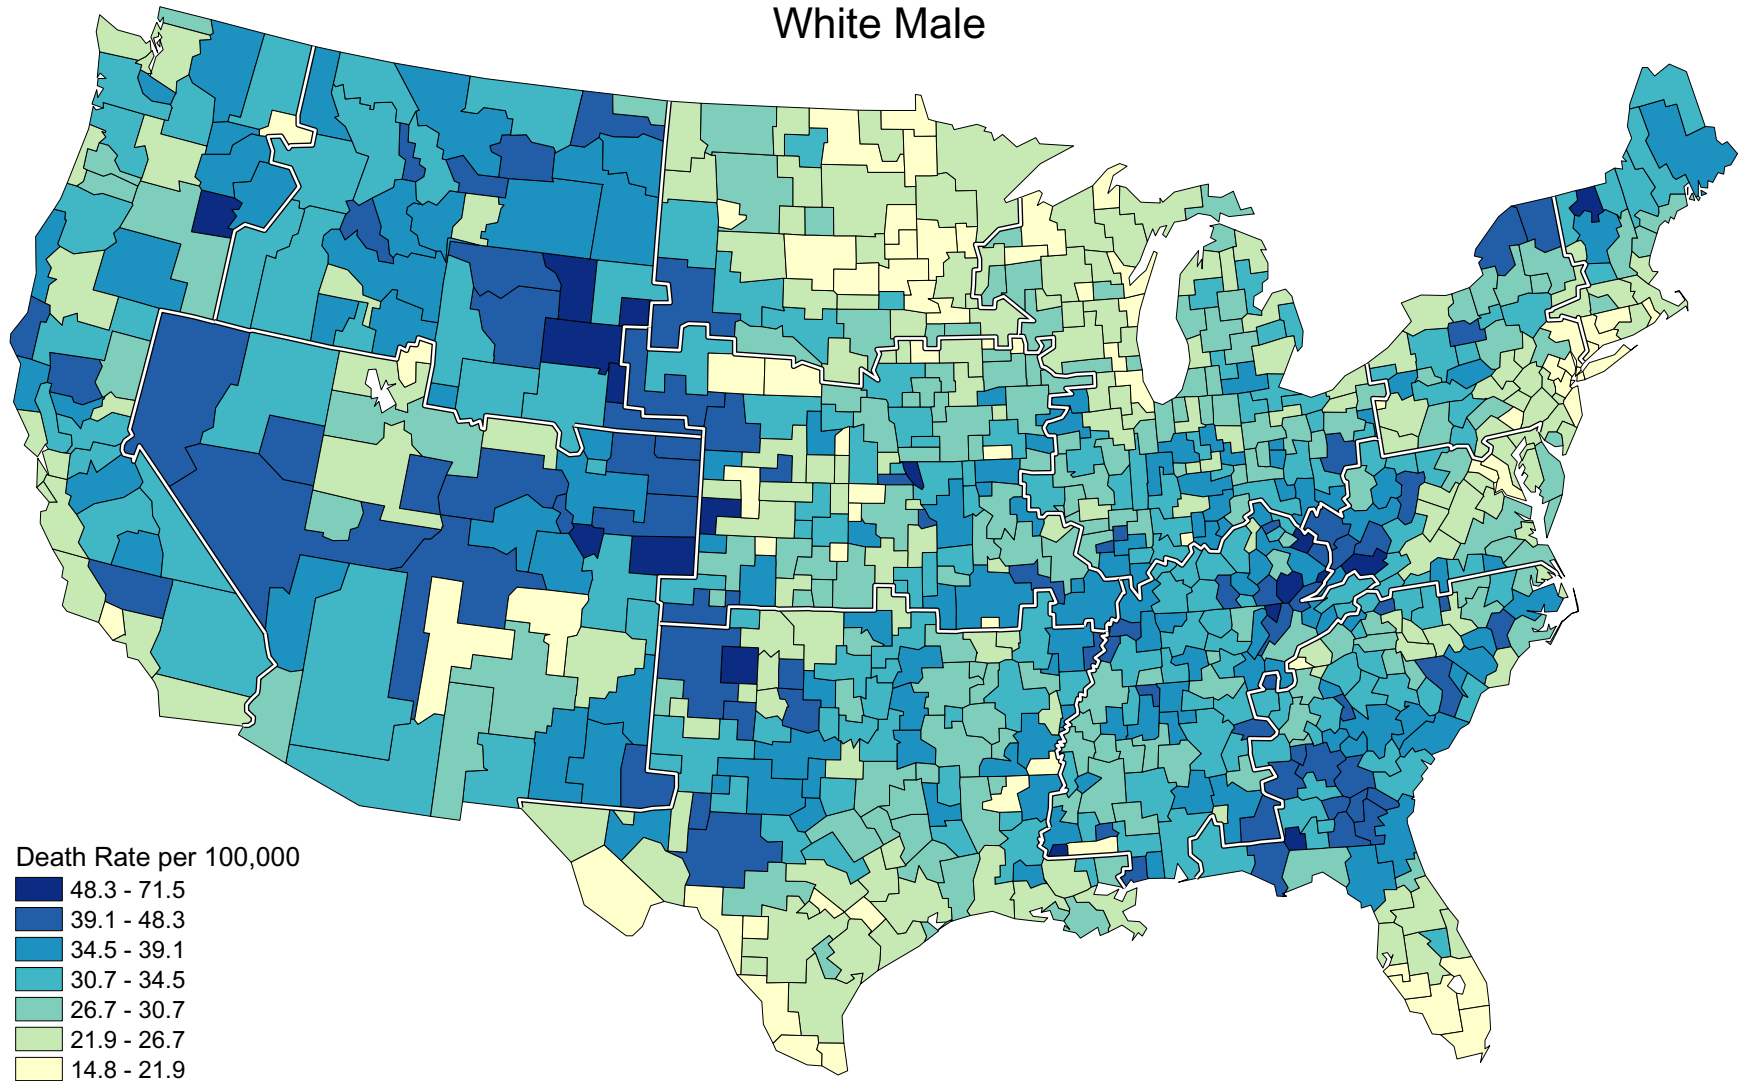 White Male
Death Rate per 100,000
48.3 - 71.5
39.1 - 48.3
34.5 - 39.1
30.7 - 34.5
26.7 - 30.7
21.9 - 26.7
14.8 - 21.9